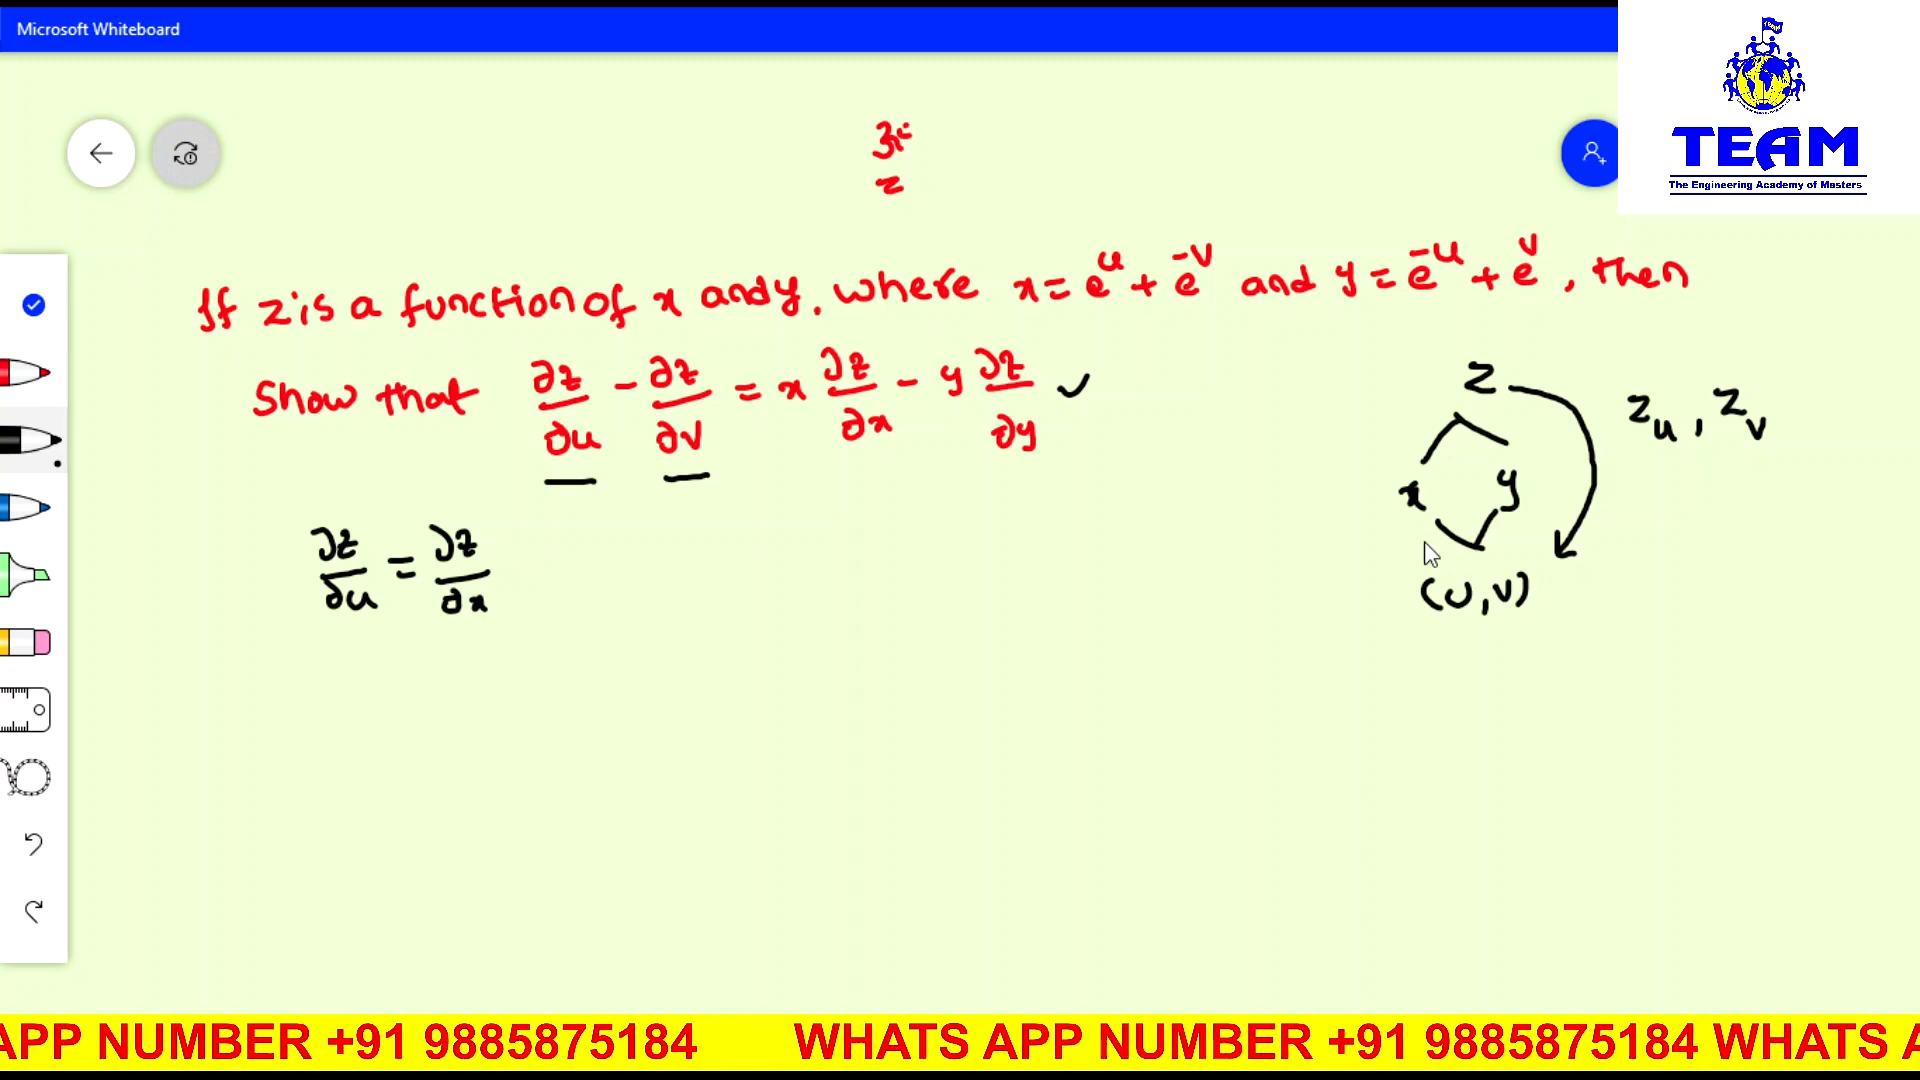 Microsoft Whiteboard
TEAM
The Engineering Academy of Masters
z
If z is a function of x and y, where x = e^u + e^-v and y = e^-u + e^v, then
Show that ∂z/∂u - ∂z/∂v = x ∂z/∂x - y ∂z/∂y ✓
z
z_u, z_v
x y
(u,v)
∂z/∂u = ∂z/∂x
APP NUMBER +91 9885875184 WHATS APP NUMBER +91 9885875184 WHATS A